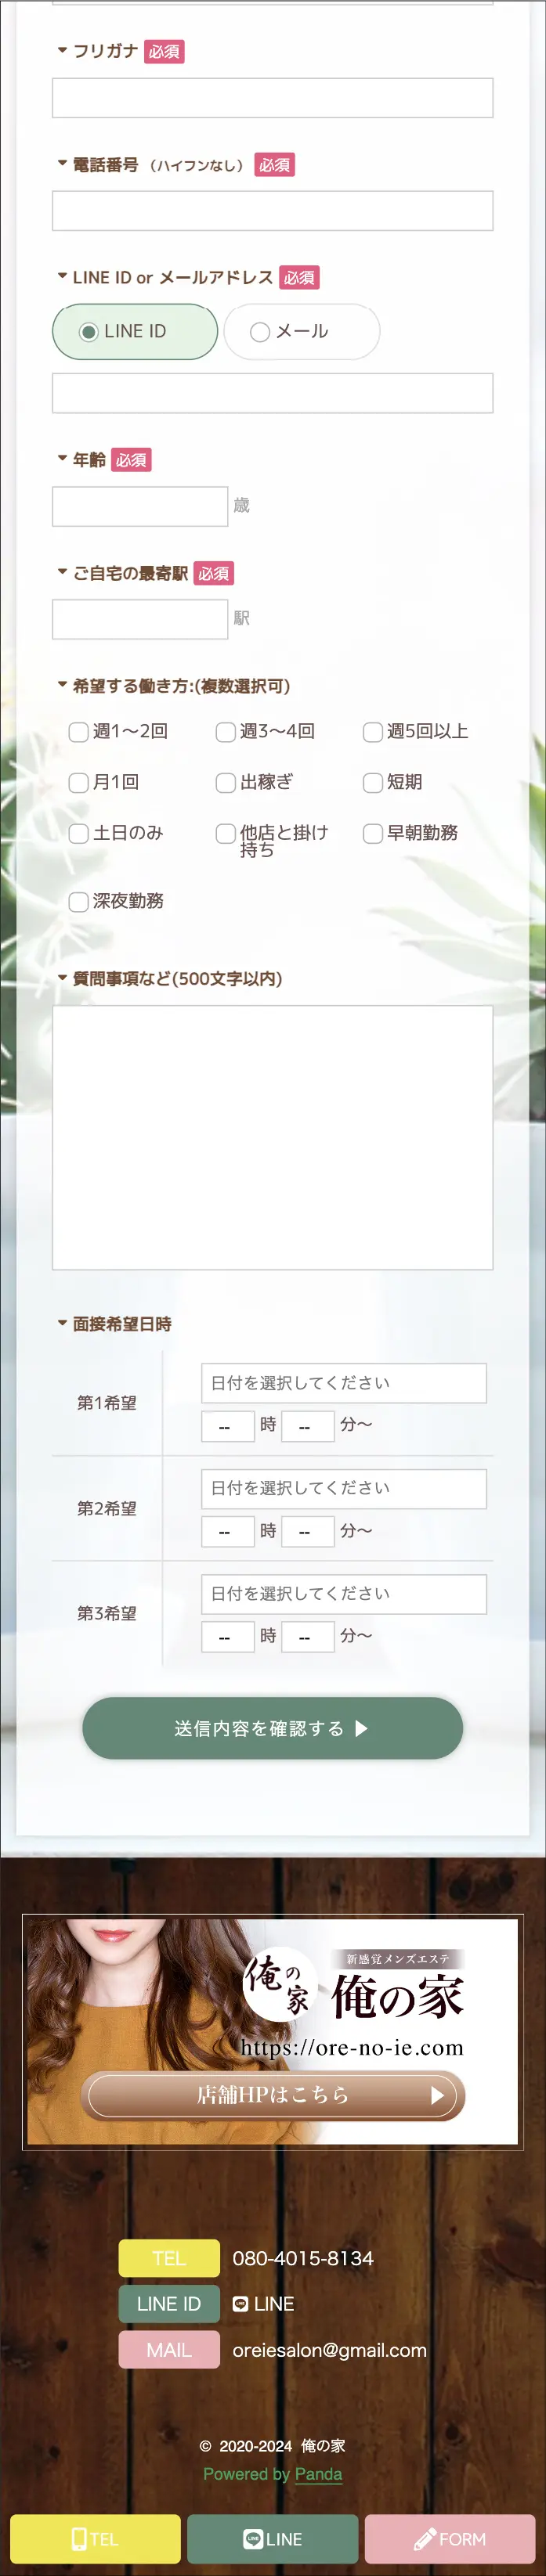 フリガナ 必須
電話番号 （ハイフンなし） 必須
LINE ID or メールアドレス 必須
LINE ID メール
年齢 必須
歳
ご自宅の最寄駅 必須
駅
希望する働き方:(複数選択可)
週1〜2回 週3〜4回 週5回以上
月1回 出稼ぎ 短期
土日のみ 他店と掛け持ち 早朝勤務
深夜勤務
質問事項など(500文字以内)
面接希望日時
第1希望
日付を選択してください
-- 時 -- 分〜
第2希望
日付を選択してください
-- 時 -- 分〜
第3希望
日付を選択してください
-- 時 -- 分〜
送信内容を確認する
俺の家
新感覚メンズエステ
俺の家
https://ore-no-ie.com
店舗HPはこちら
TEL 080-4015-8134
LINE ID LINE
MAIL oreiesalon@gmail.com
© 2020-2024 俺の家
Powered by Panda
TEL LINE FORM